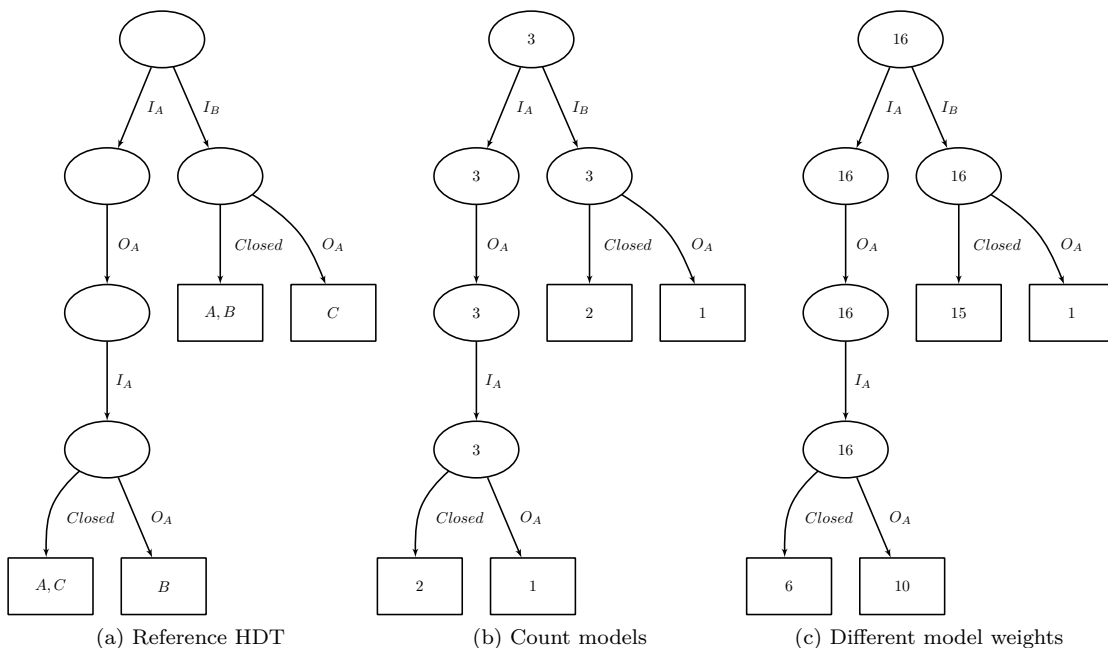 3
16
I_A
I_B
I_A
I_B
I_A
I_B
3
3
16
16
O_A
Closed
O_A
O_A
Closed
O_A
O_A
Closed
O_A
A, B
C
3
2
1
16
15
1
I_A
I_A
I_A
3
16
Closed
O_A
Closed
O_A
Closed
O_A
A, C
B
2
1
6
10
(a) Reference HDT
(b) Count models
(c) Different model weights